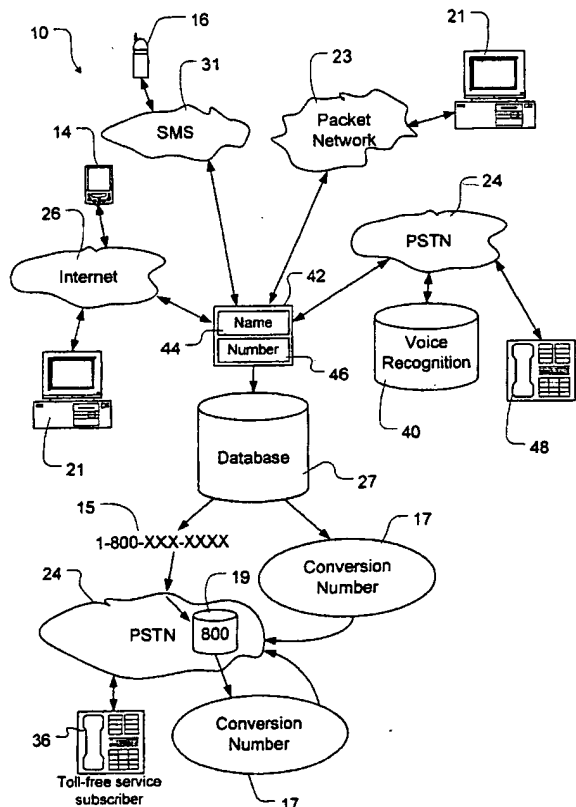 10
16
31
SMS
23
Packet
Network
21
14
26
Internet
24
PSTN
42
Name
44
Number
46
Voice
Recognition
40
48
21
Database
27
15
1-800-XXX-XXXX
17
Conversion
Number
24
19
PSTN
800
36
Conversion
Number
Toll-free service
subscriber
17